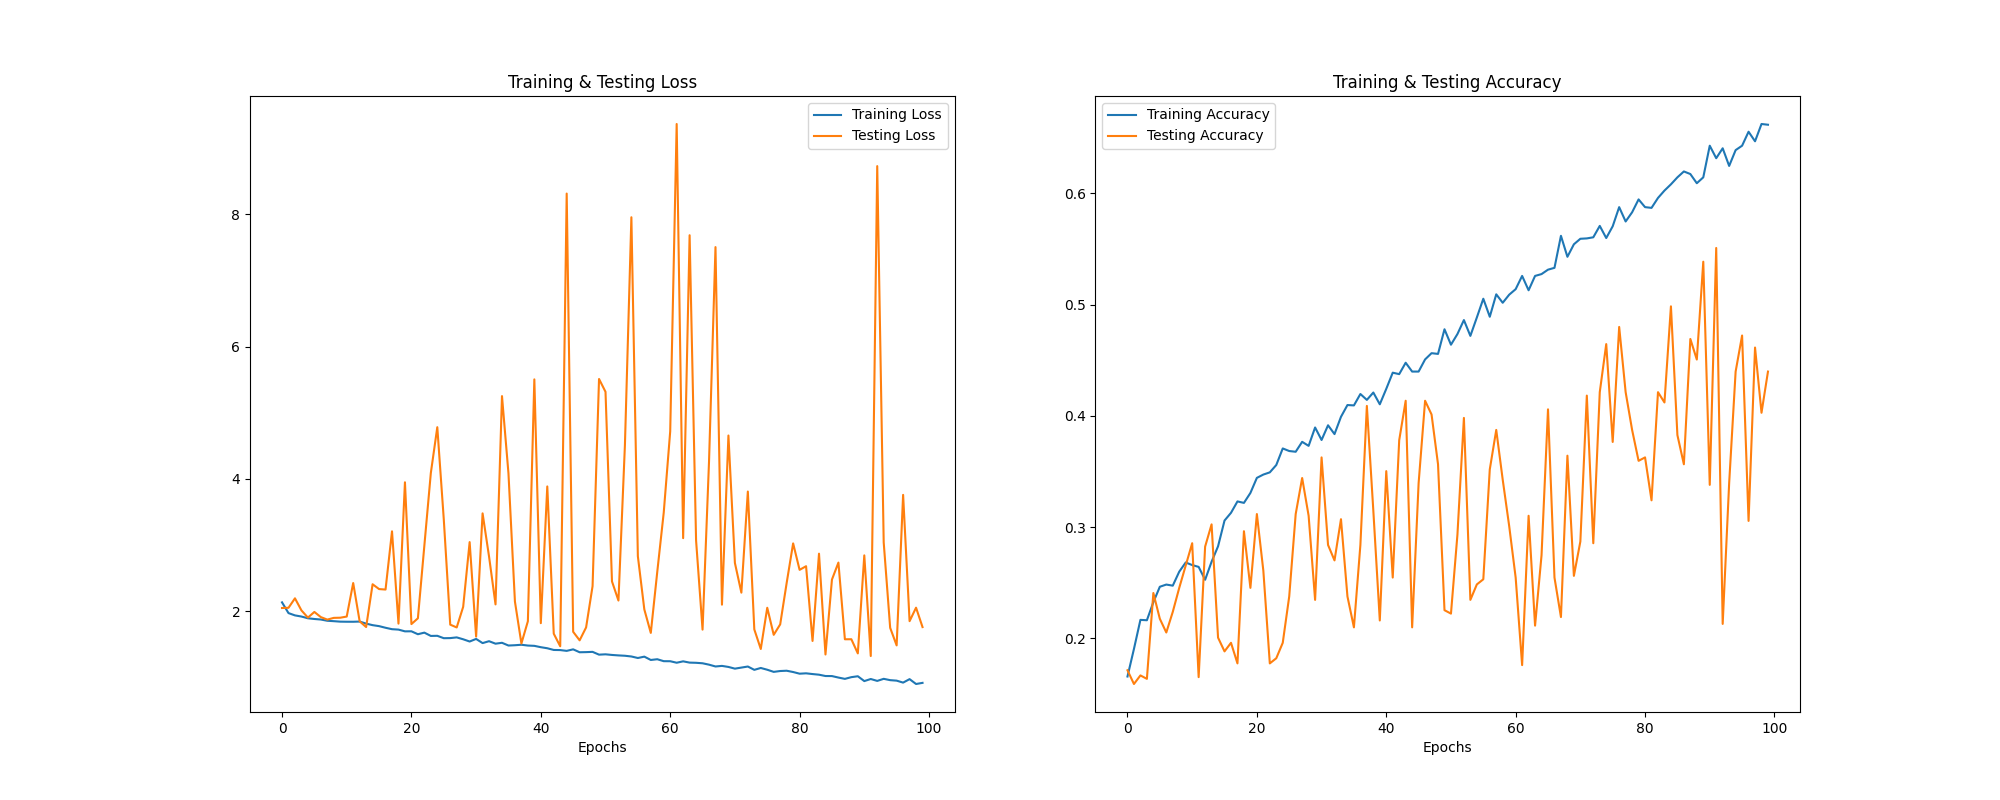 Training & Testing Loss
Training Loss
Testing Loss
8
6
4
2
0 20 40 60 80 100
Epochs
Training & Testing Accuracy
Training Accuracy
Testing Accuracy
0.6
0.5
0.4
0.3
0.2
0 20 40 60 80 100
Epochs